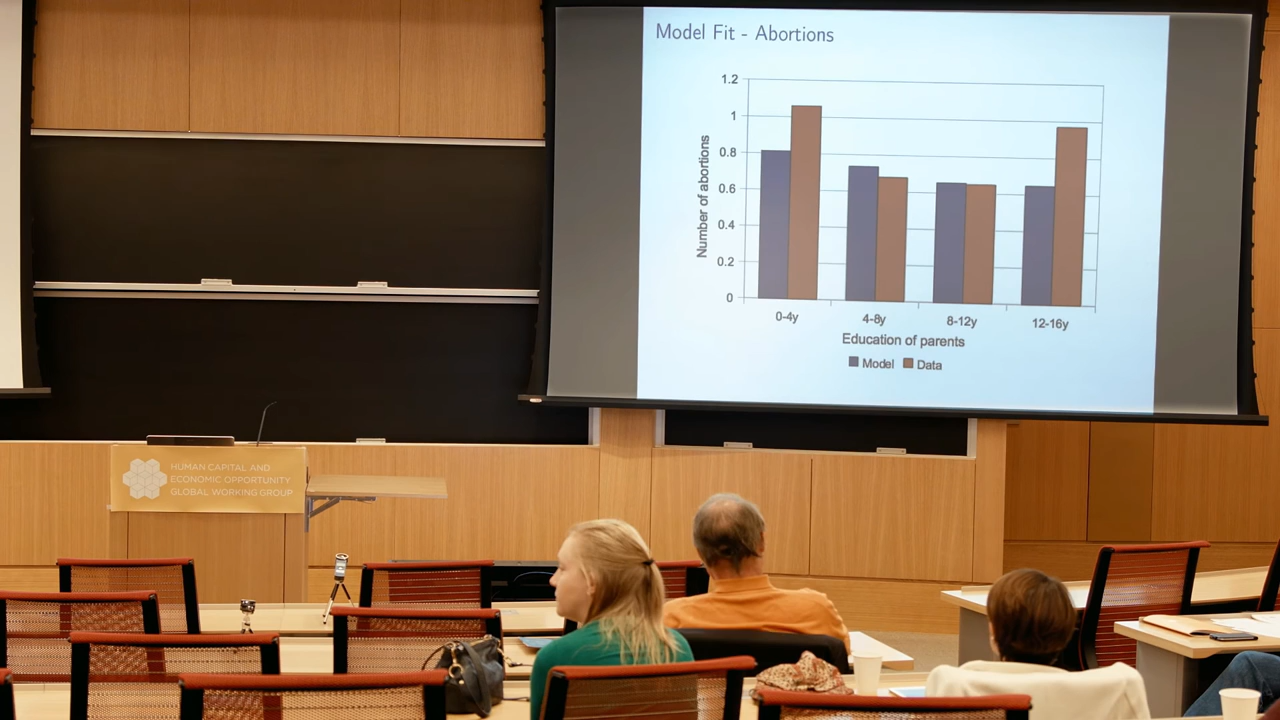 Model Fit - Abortions
1.2
1
0.8
0.6
0.4
0.2
0
Number of abortions
0-4y
4-8y
8-12y
12-16y
Education of parents
Model
Data
HUMAN CAPITAL AND
ECONOMIC OPPORTUNITY
GLOBAL WORKING GROUP